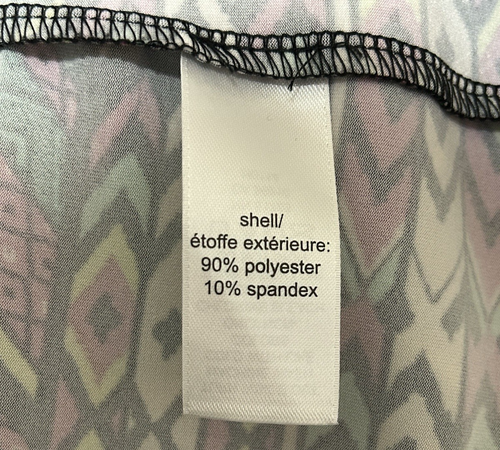 shell/
étoffe extérieure:
90% polyester
10% spandex